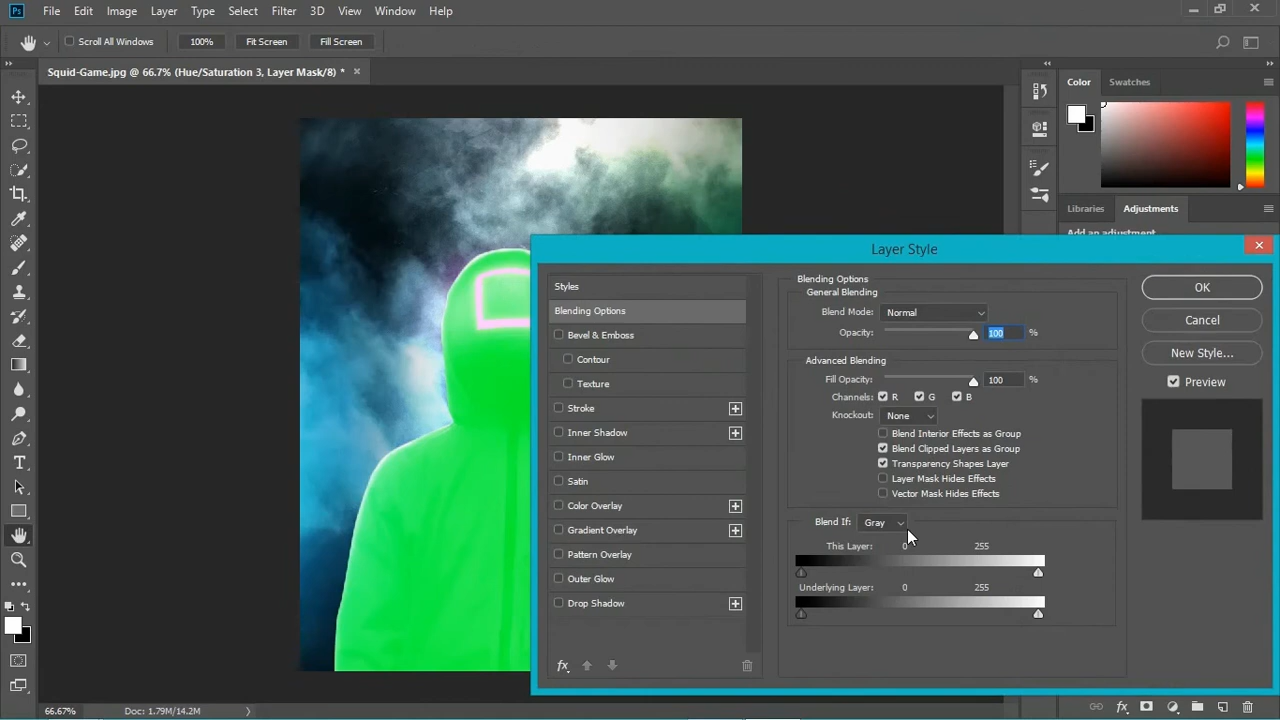 Ps File Edit Image Layer Type Select Filter 3D View Window Help
Scroll All Windows 100% Fit Screen Fill Screen
Squid-Game.jpg @ 66.7% (Hue/Saturation 3, Layer Mask/8) * ×
Color Swatches
Libraries Adjustments
Add an adjustment
Layer Style
Styles
Blending Options
Bevel & Emboss
Contour
Texture
Stroke
Inner Shadow
Inner Glow
Satin
Color Overlay
Gradient Overlay
Pattern Overlay
Outer Glow
Drop Shadow
fx
Blending Options
General Blending
Blend Mode: Normal
Opacity: 100 %
Advanced Blending
Fill Opacity: 100 %
Channels: R G B
Knockout: None
Blend Interior Effects as Group
Blend Clipped Layers as Group
Transparency Shapes Layer
Layer Mask Hides Effects
Vector Mask Hides Effects
Blend If: Gray
This Layer: 0 255
Underlying Layer: 0 255
OK
Cancel
New Style...
Preview
66.67% Doc: 1.79M/14.2M
fx